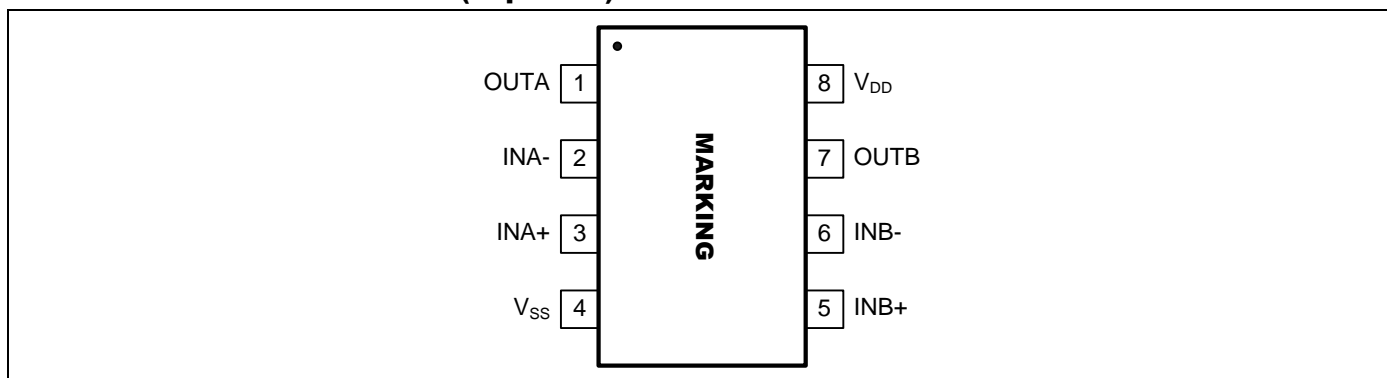 OUTA 1
INA- 2
INA+ 3
VSS 4
MARKING
8 VDD
7 OUTB
6 INB-
5 INB+